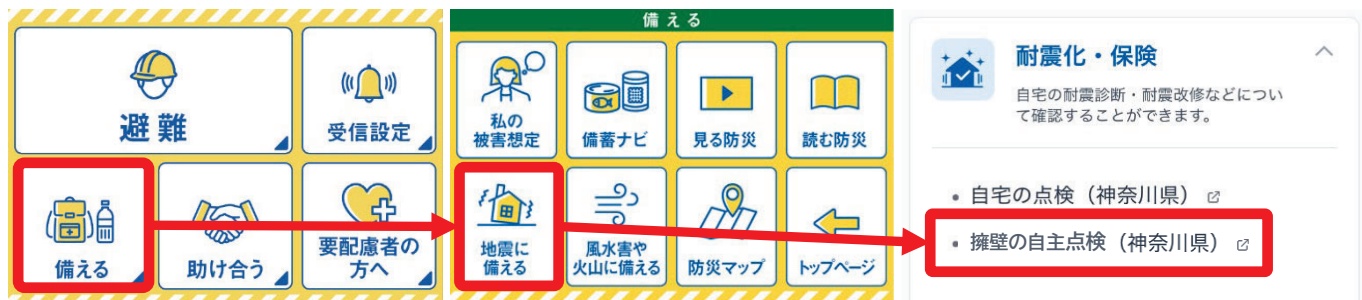 避難
受信設定
備える
助け合う
要配慮者の
方へ
備える
私の
被害想定
備蓄ナビ
見る防災
読む防災
地震に
備える
風水害や
火山に備える
防災マップ
トップページ
耐震化・保険
自宅の耐震診断・耐震改修などについ
て確認することができます。
• 自宅の点検（神奈川県）
• 擁壁の自主点検（神奈川県）